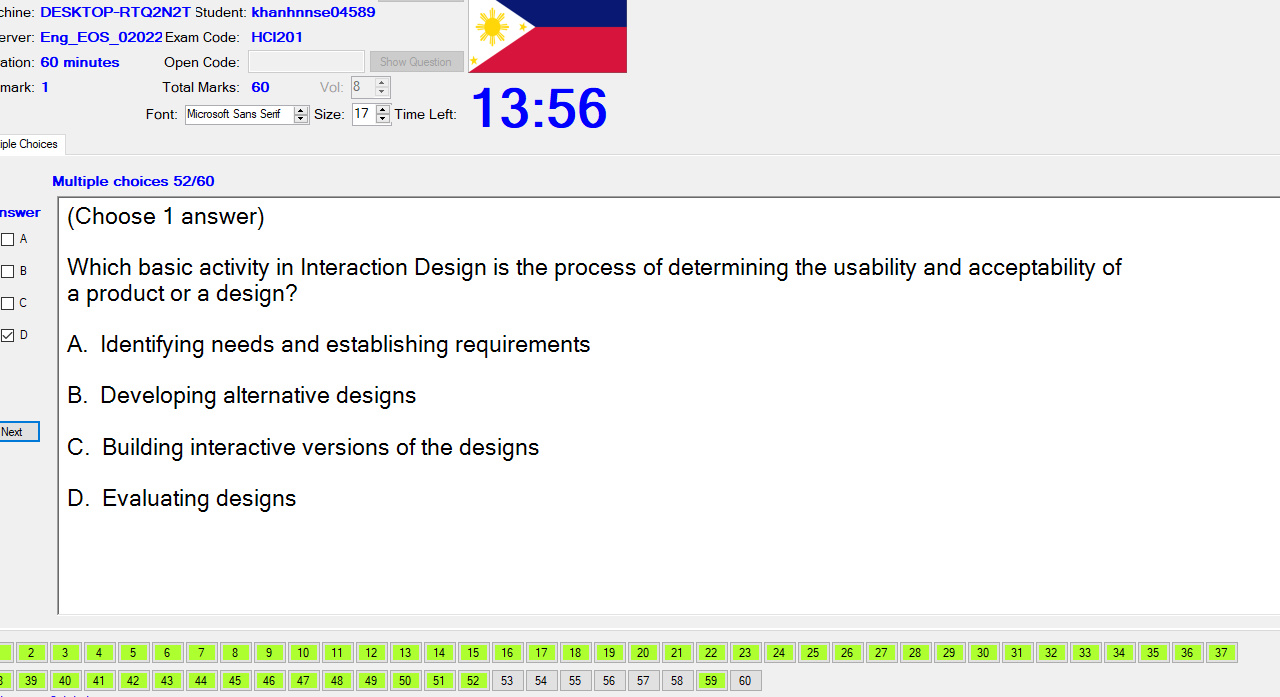 chine: DESKTOP-RTQ2N2T Student: khanhnnse04589
erver: Eng_EOS_02022 Exam Code: HCI201
ation: 60 minutes Open Code: Show Question
mark: 1 Total Marks: 60 Vol: 8
Font: Microsoft Sans Serif Size: 17 Time Left: 13:56
iple Choices
Multiple choices 52/60
nswer
A
B
C
D
Next
(Choose 1 answer)
Which basic activity in Interaction Design is the process of determining the usability and acceptability of
a product or a design?
A. Identifying needs and establishing requirements
B. Developing alternative designs
C. Building interactive versions of the designs
D. Evaluating designs
2 3 4 5 6 7 8 9 10 11 12 13 14 15 16 17 18 19 20 21 22 23 24 25 26 27 28 29 30 31 32 33 34 35 36 37
39 40 41 42 43 44 45 46 47 48 49 50 51 52 53 54 55 56 57 58 59 60